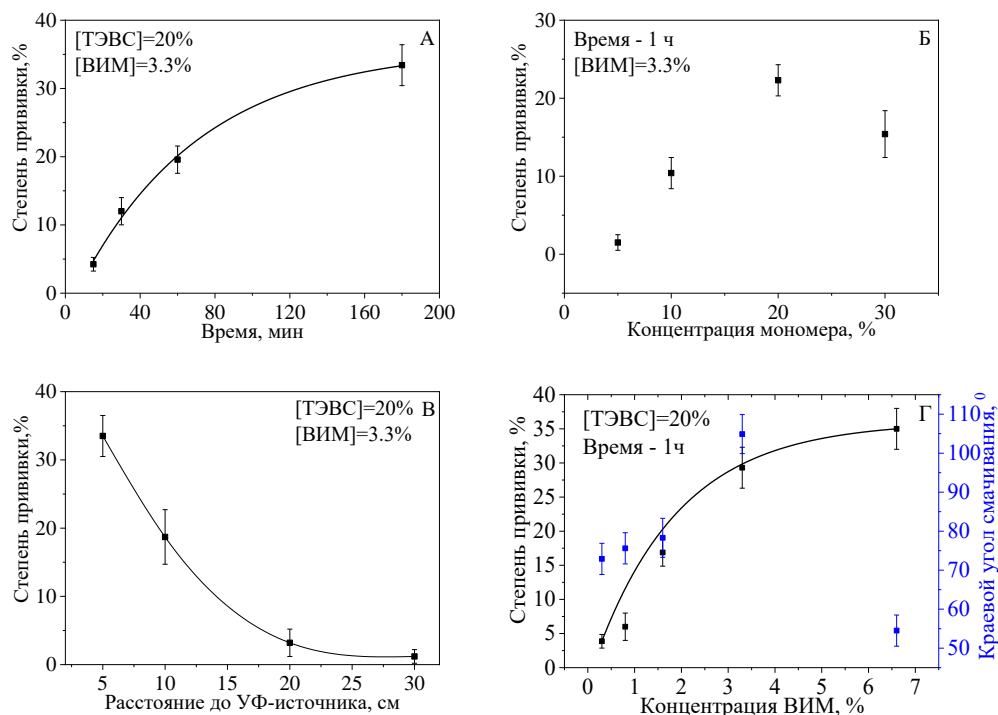 40
30
20
10
0
Степень прививки,%
[ТЭВС]=20%
[ВИМ]=3.3%
А
0
40
80
120
160
200
Время, мин
30
20
10
0
Степень прививки,%
Время - 1 ч
[ВИМ]=3.3%
Б
0
10
20
30
Концентрация мономера, %
40
30
20
10
0
Степень прививки,%
В
[ТЭВС]=20%
[ВИМ]=3.3%
5
10
15
20
25
30
Расстояние до УФ-источника, см
40
35
30
25
20
15
10
5
0
Степень прививки, %
[ТЭВС]=20%
Время - 1ч
Г
0
1
2
3
4
5
6
7
Концентрация ВИМ, %
110
100
90
80
70
60
50
Краевой угол смачивания, 0